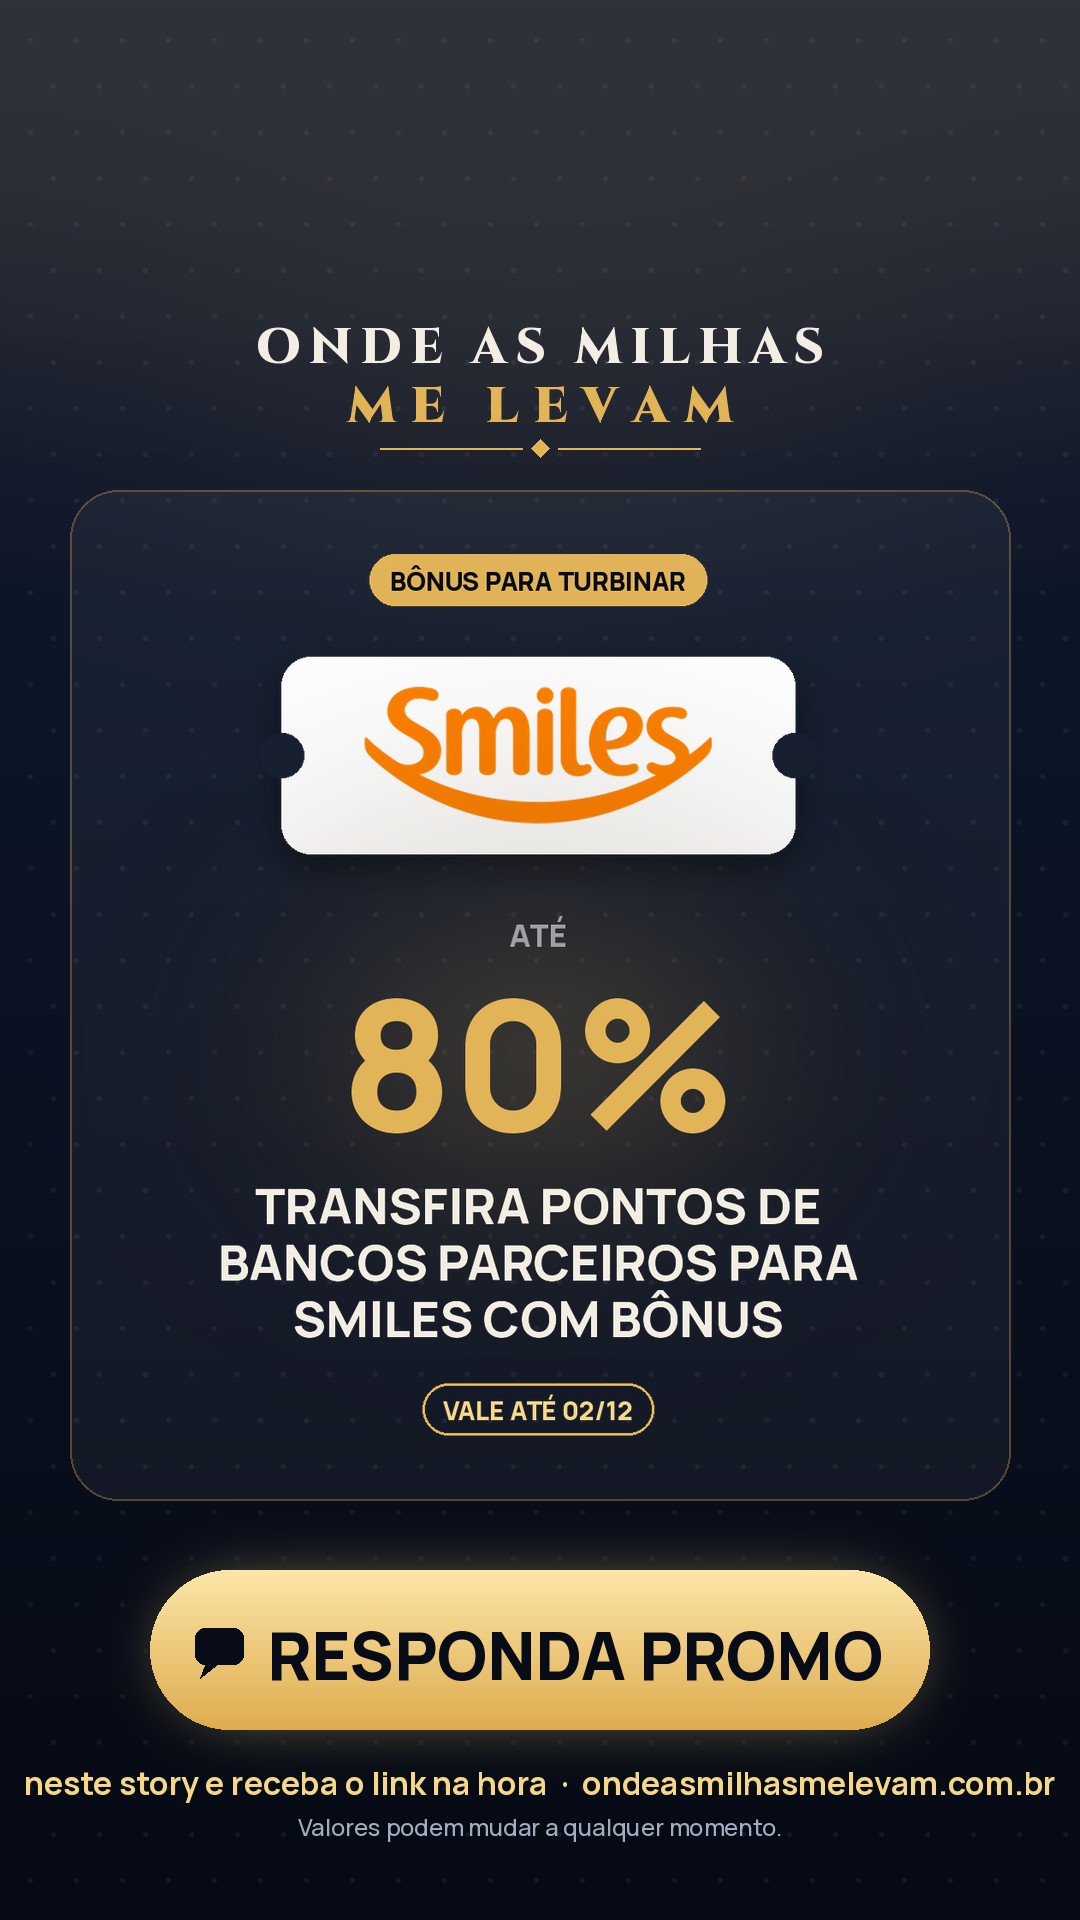 ONDE AS MILHAS
ME LEVAM
BÔNUS PARA TURBINAR
Smiles
ATÉ
80%
TRANSFIRA PONTOS DE
BANCOS PARCEIROS PARA
SMILES COM BÔNUS
VALE ATÉ 02/12
RESPONDA PROMO
neste story e receba o link na hora · ondeasmilhasmelevam.com.br
Valores podem mudar a qualquer momento.